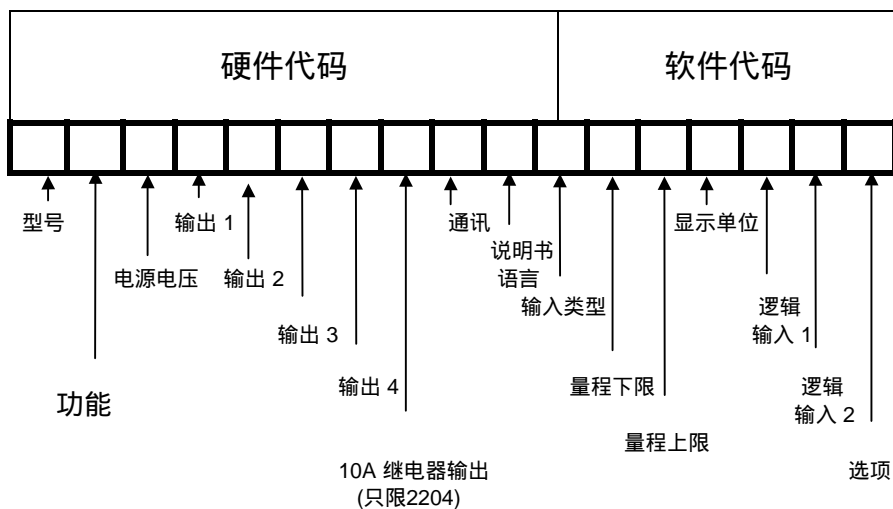 硬件代码
软件代码
型号
输出 1
通讯
显示单位
说明书
语言
电源电压
输出 2
输入类型
逻辑
输入 1
输出 3
输出 4
量程下限
逻辑
输入 2
功能
量程上限
10A 继电器输出
(只限2204)
选项